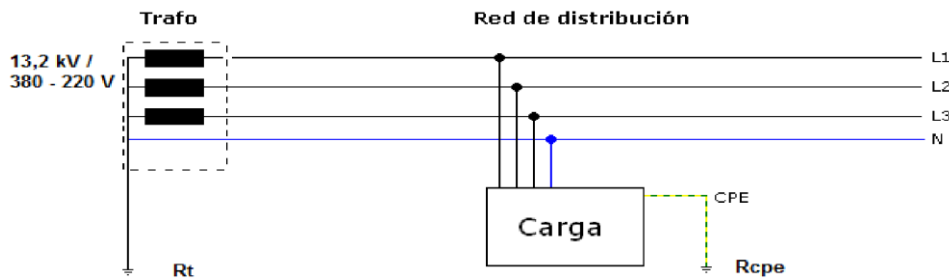 Trafo
Red de distribución
13,2 kV /
380 - 220 V
L1
L2
L3
N
CPE
Carga
Rt
Rcpe